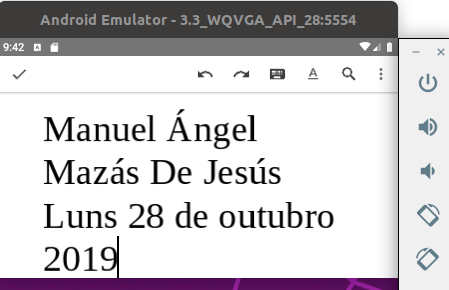 Android Emulator - 3.3_WQVGA_API_28:5554
9:42
A
Manuel Ángel
Mazás De Jesús
Luns 28 de outubro
2019